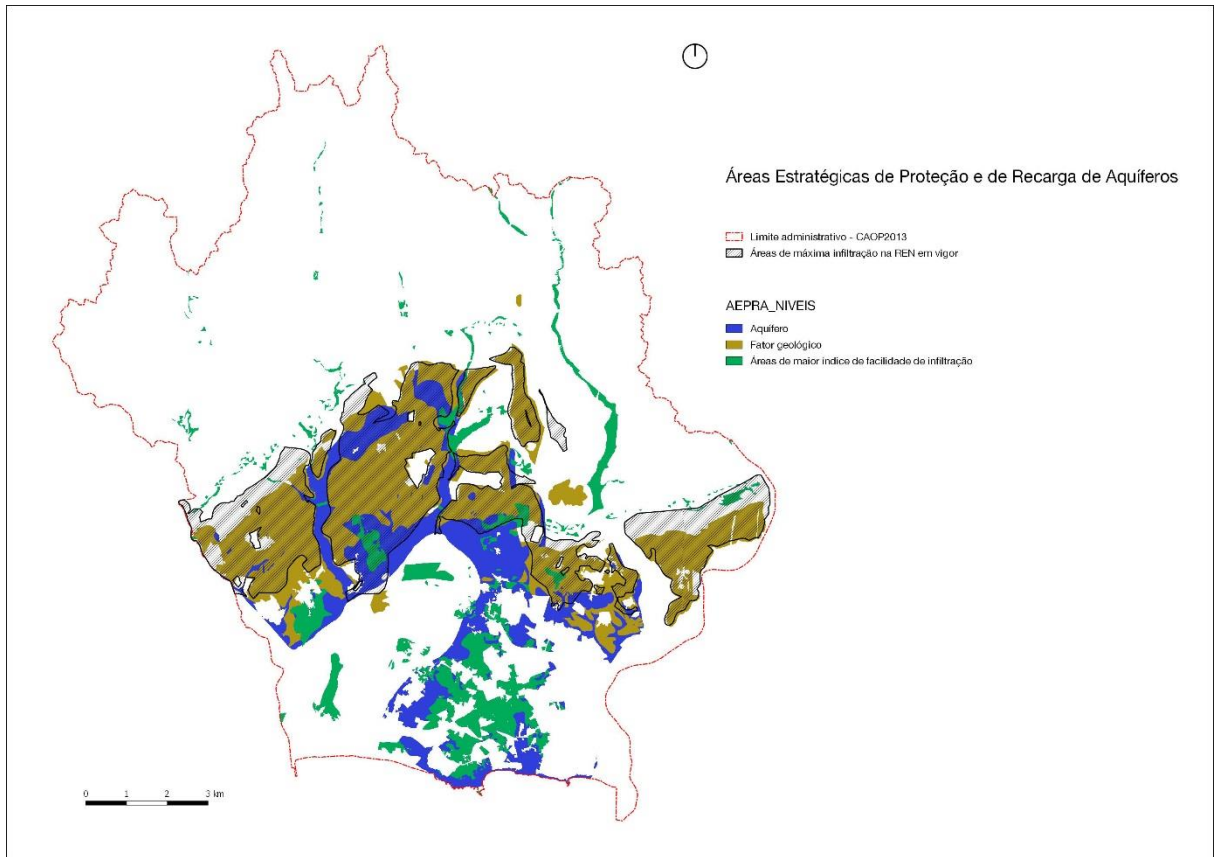 Áreas Estratégicas de Proteção e de Recarga de Aquíferos
Limite administrativo - CAOP2013
Áreas de máxima infiltração na REN em vigor
AEPRA_NIVEIS
Aquífero
Fator geológico
Áreas de maior índice de facilidade de infiltração
0 1 2 3 km